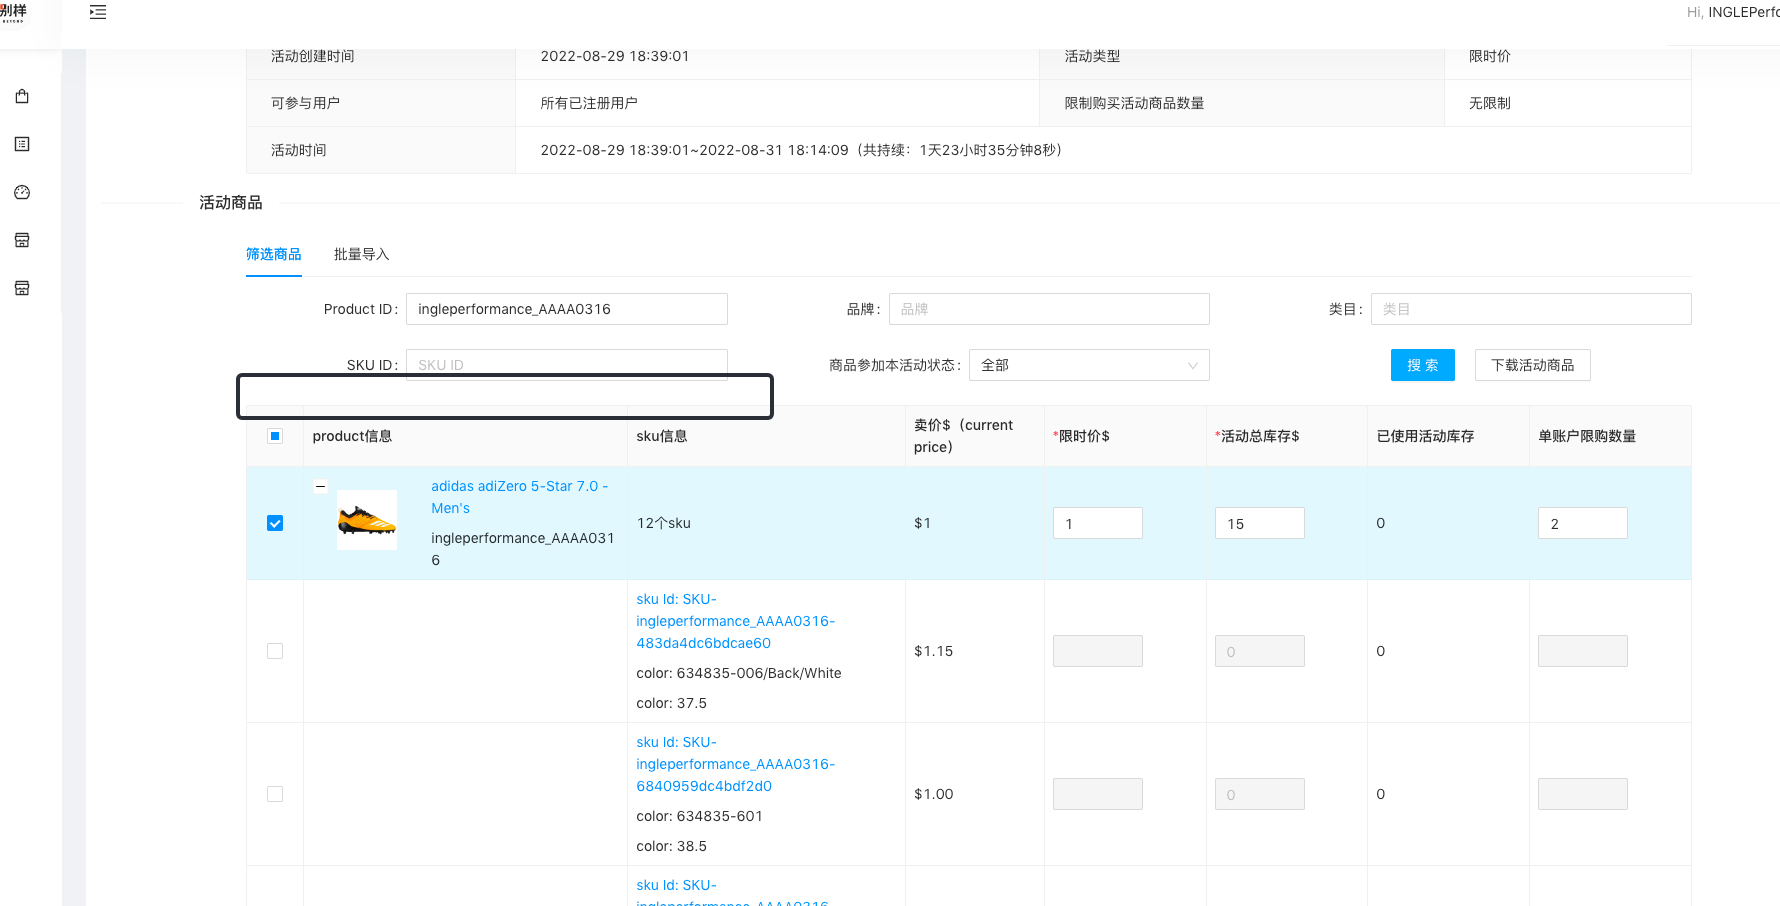 别样
BEYOND
Hi, INGLEPerfo
活动创建时间
2022-08-29 18:39:01
活动类型
限时价
可参与用户
所有已注册用户
限制购买活动商品数量
无限制
活动时间
2022-08-29 18:39:01~2022-08-31 18:14:09（共持续：1天23小时35分钟8秒）
活动商品
筛选商品
批量导入
Product ID:
ingleperformance_AAAA0316
品牌:
品牌
类目:
类目
SKU ID:
SKU ID
商品参加本活动状态:
全部
搜 索
下载活动商品
product信息
sku信息
卖价$（current
price）
*限时价$
*活动总库存$
已使用活动库存
单账户限购数量
adidas adiZero 5-Star 7.0 -
Men's
ingleperformance_AAAA031
6
12个sku
$1
1
15
0
2
sku Id: SKU-
ingleperformance_AAAA0316-
483da4dc6bdcae60
color: 634835-006/Back/White
color: 37.5
$1.15
0
0
sku Id: SKU-
ingleperformance_AAAA0316-
6840959dc4bdf2d0
color: 634835-601
color: 38.5
$1.00
0
0
sku Id: SKU-
ingleperformance_AAAA0316-